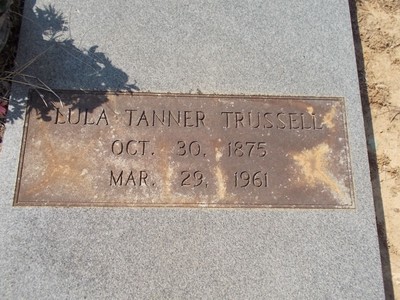 LULA TANNER TRUSSELL
OCT. 30. 1875
MAR. 29. 1961